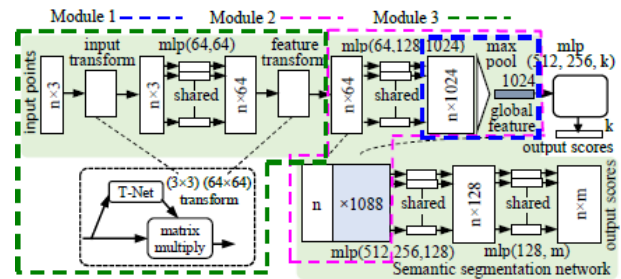 Module 1
Module 2
Module 3
input points
n×3
input
transform
mlp(64,64)
n×3
shared
n×64
feature
transform
n×64
mlp(64,128,1024)
shared
n×1024
max
pool
1024
global
feature
mlp
(512, 256, k)
k
output scores
T-Net
(3×3) (64×64)
transform
matrix
multiply
n
×1088
shared
mlp(512,256,128)
n×128
shared
mlp(128, m)
n×m
output scores
Semantic segmentation network